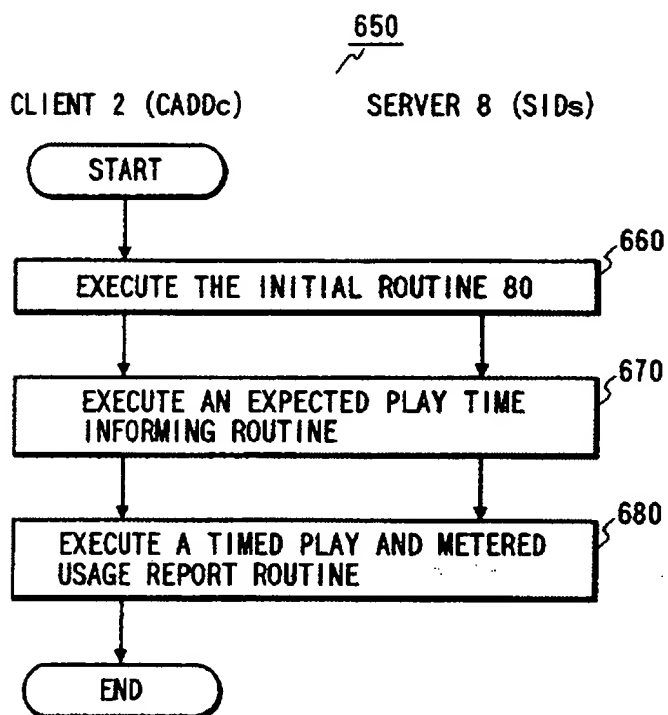 650
CLIENT 2 (CADDc) SERVER 8 (SIDs)
START
660
EXECUTE THE INITIAL ROUTINE 80
670
EXECUTE AN EXPECTED PLAY TIME
INFORMING ROUTINE
680
EXECUTE A TIMED PLAY AND METERED
USAGE REPORT ROUTINE
END